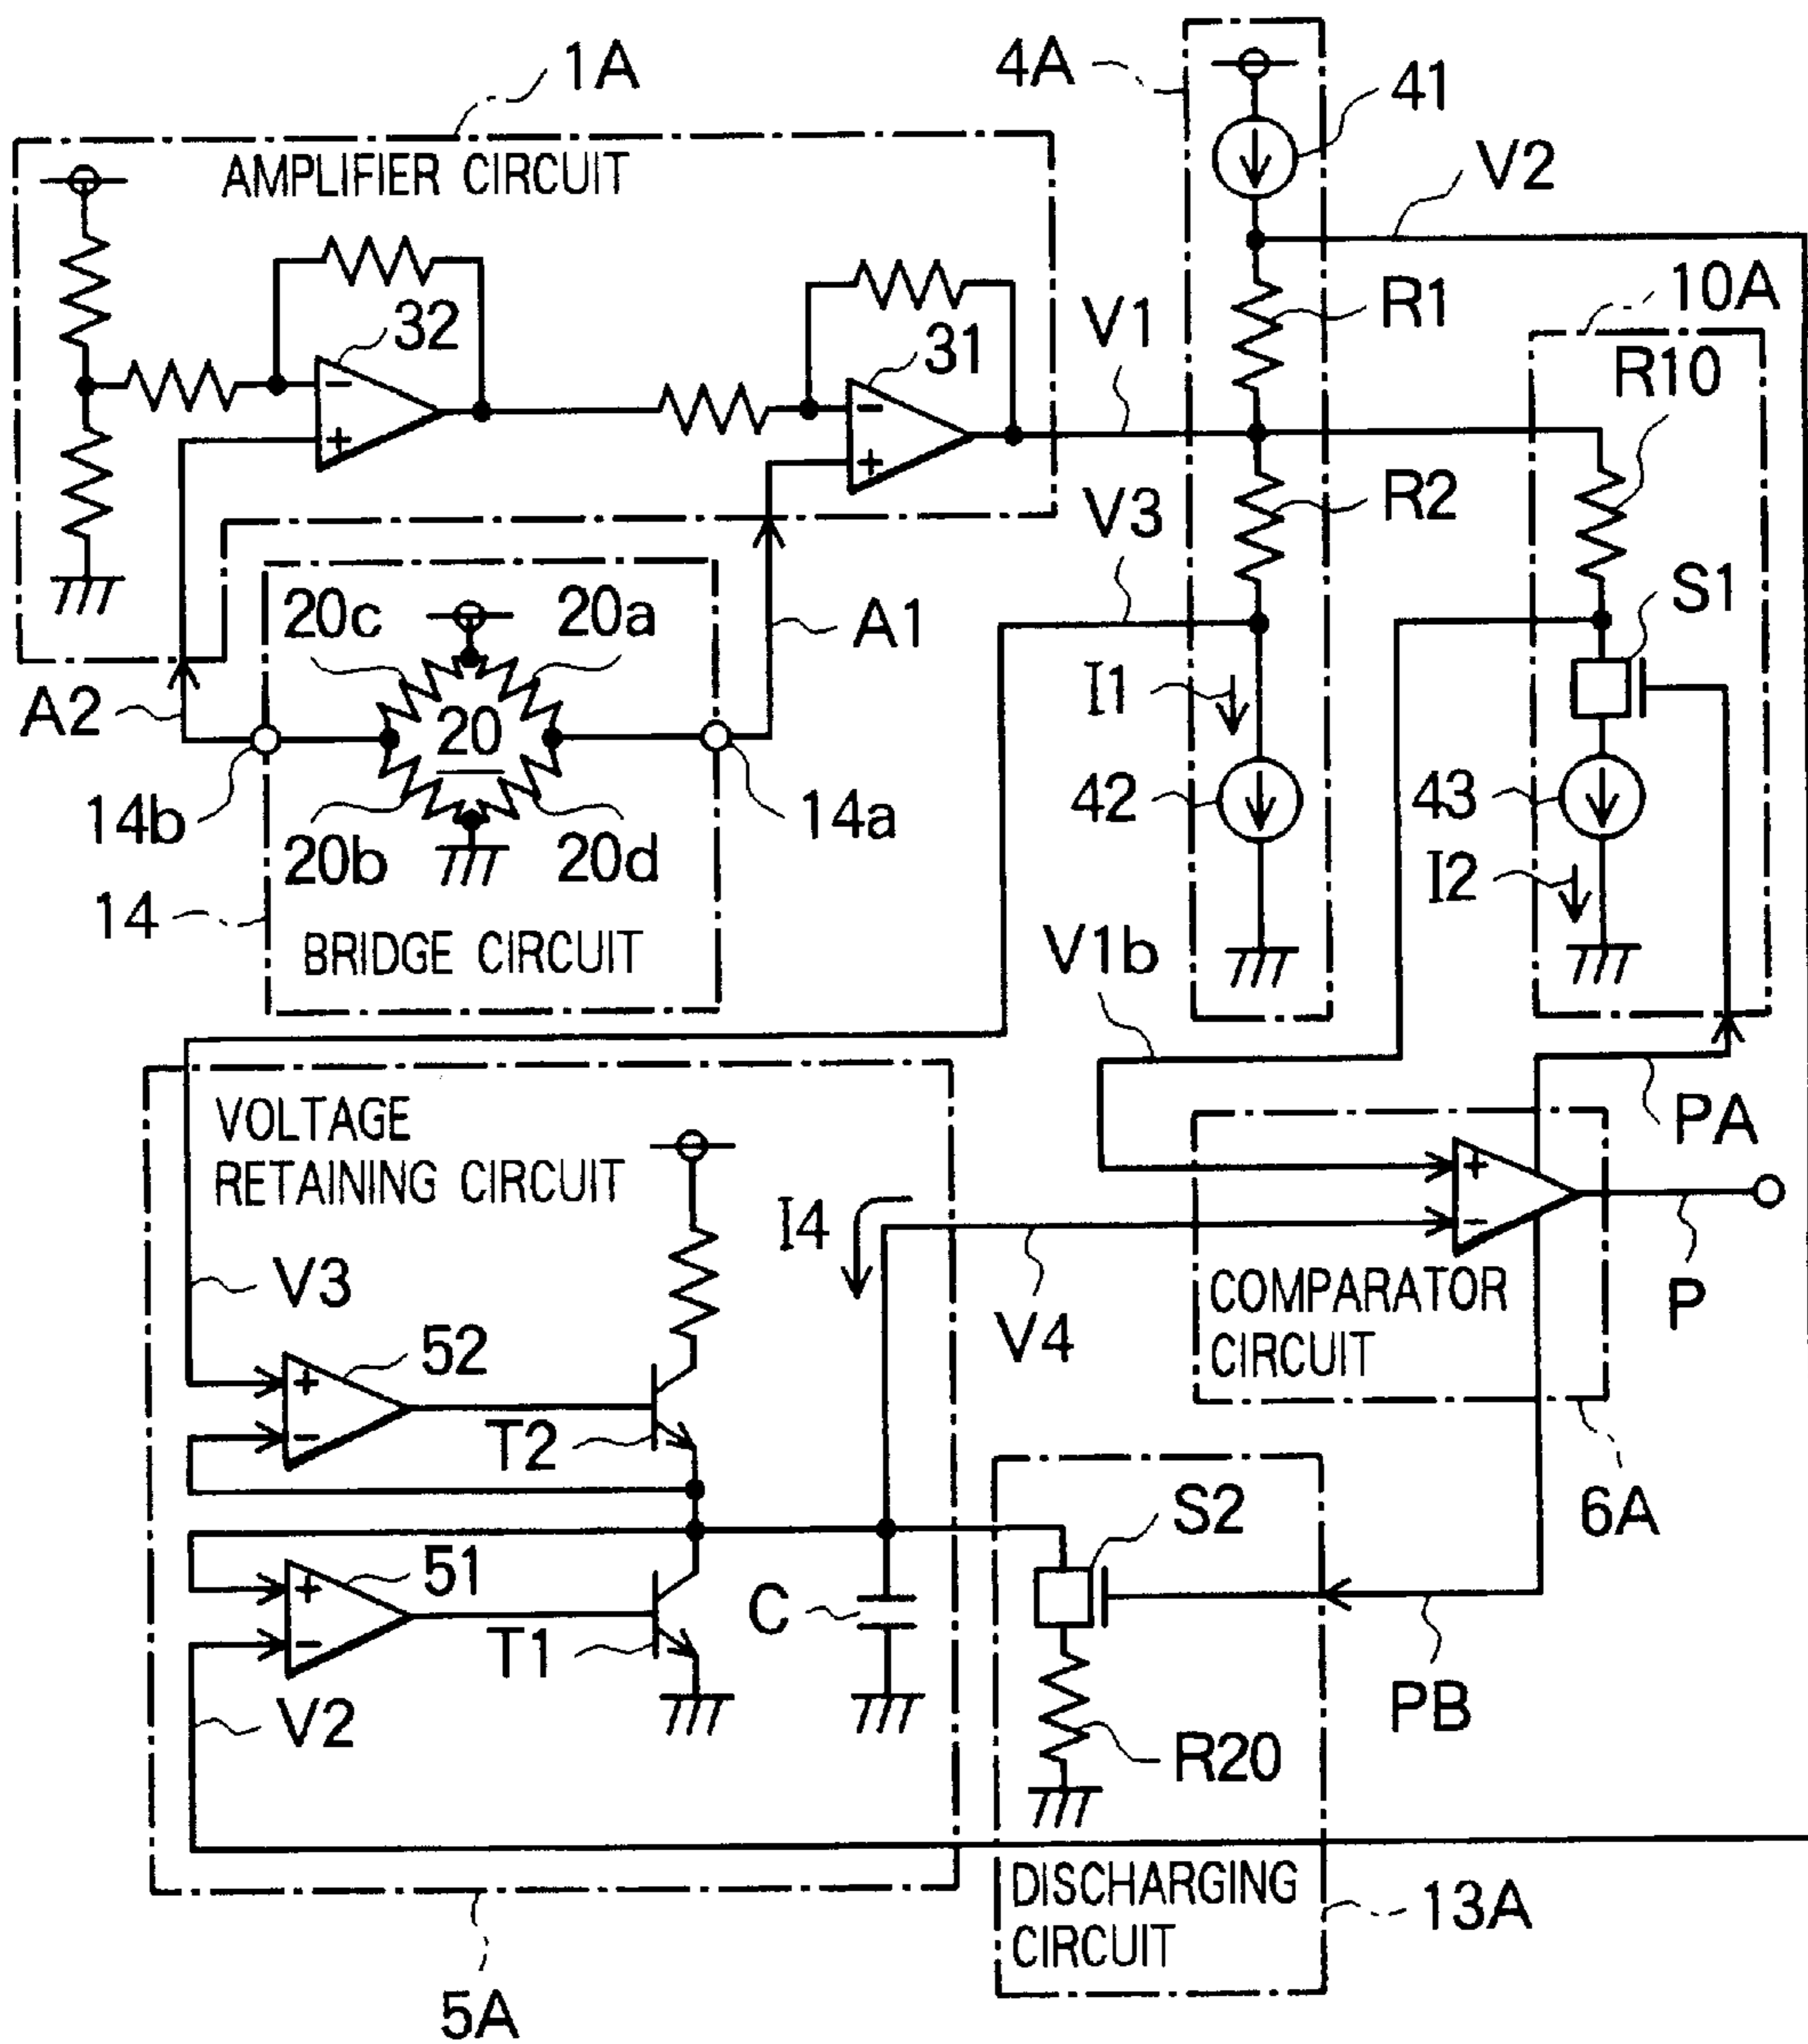 1A
4A
41
AMPLIFIER CIRCUIT
V2
10A
32
31
V1
R1
R10
−
+
−
+
V3
R2
S1
20c
20a
A1
I1
A2
20
14b
20b
20d
14a
42
43
I2
14
BRIDGE CIRCUIT
V1b
PA
VOLTAGE
RETAINING CIRCUIT
+
−
I4
V3
V4
COMPARATOR
CIRCUIT
P
52
+
−
T2
S2
6A
51
+
−
T1
C
V2
R20
PB
DISCHARGING
CIRCUIT
13A
5A